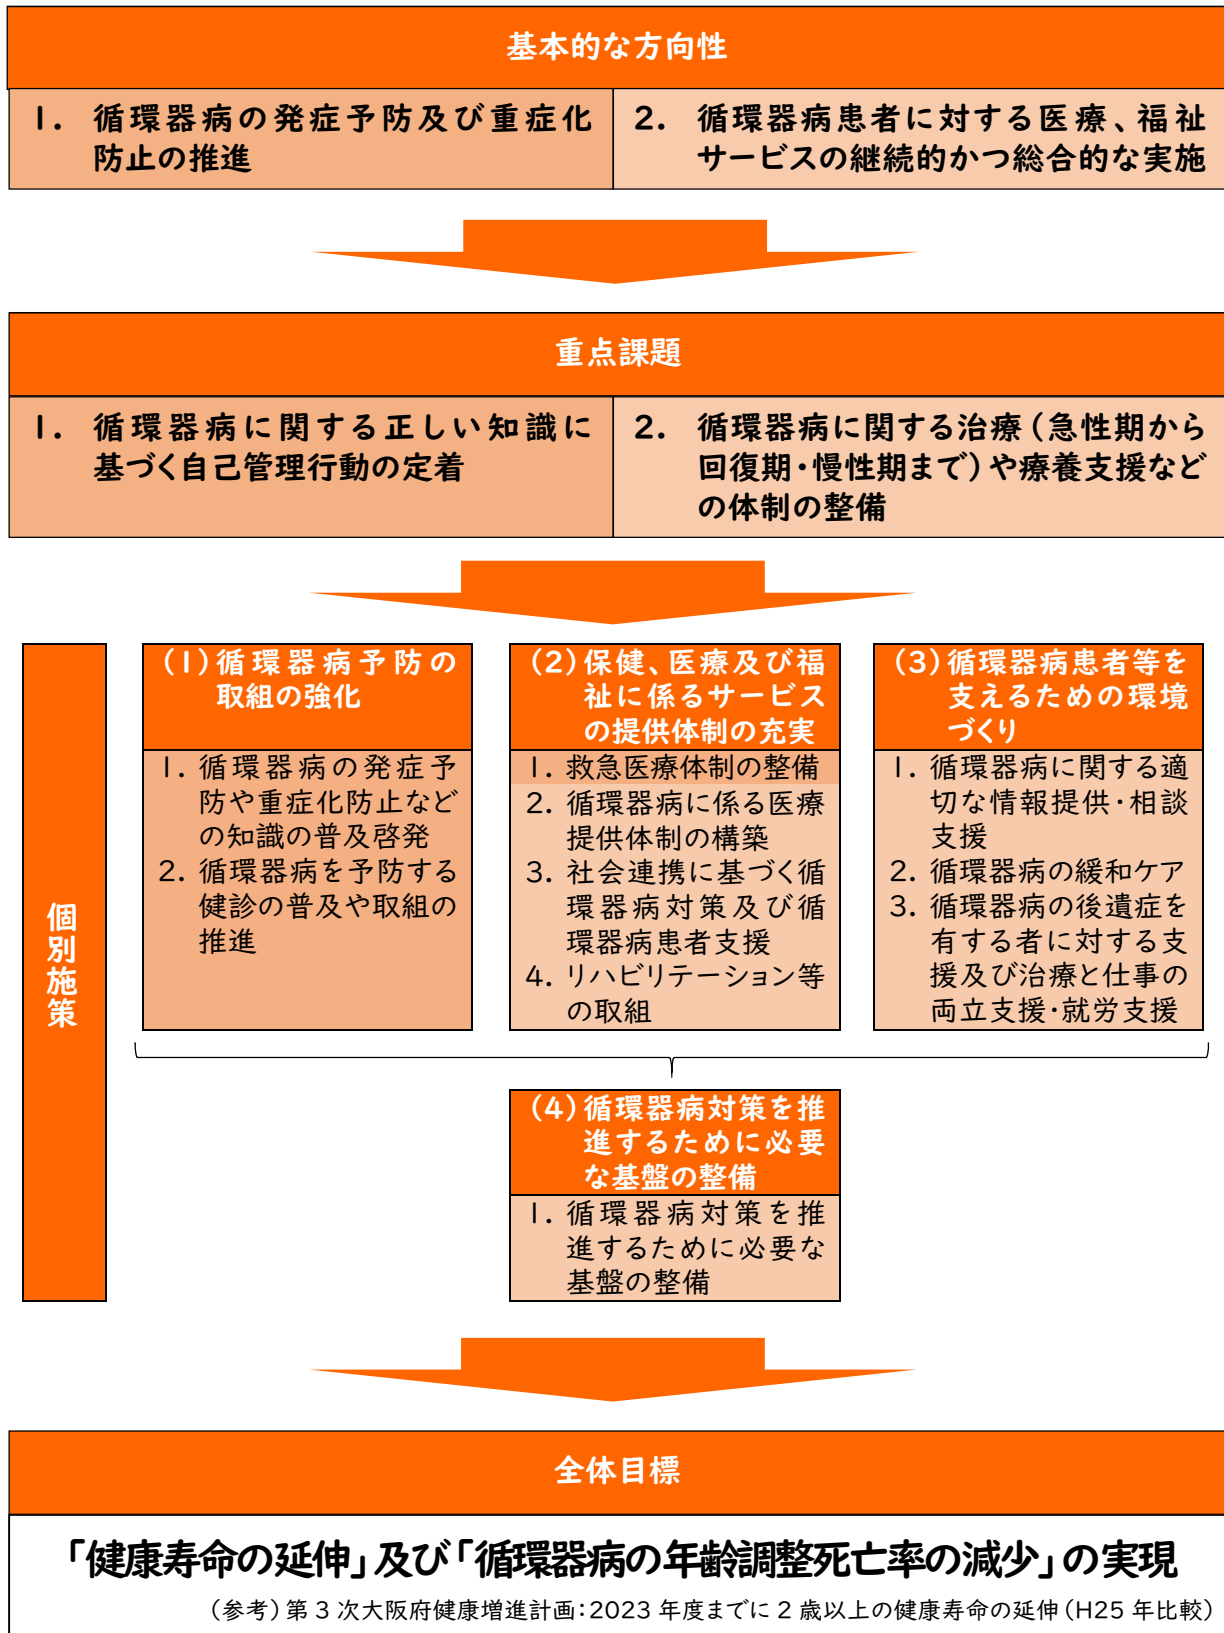 基本的な方向性
1. 循環器病の発症予防及び重症化
防止の推進
2. 循環器病患者に対する医療、福祉
サービスの継続的かつ総合的な実施
重点課題
1. 循環器病に関する正しい知識に
基づく自己管理行動の定着
2. 循環器病に関する治療（急性期から
回復期・慢性期まで）や療養支援など
の体制の整備
個別施策
（1）循環器病予防の
取組の強化
1. 循環器病の発症予
防や重症化防止など
の知識の普及啓発
2. 循環器病を予防する
健診の普及や取組の
推進
（2）保健、医療及び福
祉に係るサービス
の提供体制の充実
1. 救急医療体制の整備
2. 循環器病に係る医療
提供体制の構築
3. 社会連携に基づく循
環器病対策及び循
環器病患者支援
4. リハビリテーション等
の取組
（3）循環器病患者等を
支えるための環境
づくり
1. 循環器病に関する適
切な情報提供・相談
支援
2. 循環器病の緩和ケア
3. 循環器病の後遺症を
有する者に対する支
援及び治療と仕事の
両立支援・就労支援
（4）循環器病対策を推
進するために必要
な基盤の整備
1. 循環器病対策を推
進するために必要な
基盤の整備
全体目標
「健康寿命の延伸」及び「循環器病の年齢調整死亡率の減少」の実現
（参考）第3次大阪府健康増進計画：2023年度までに2歳以上の健康寿命の延伸（H25年比較）